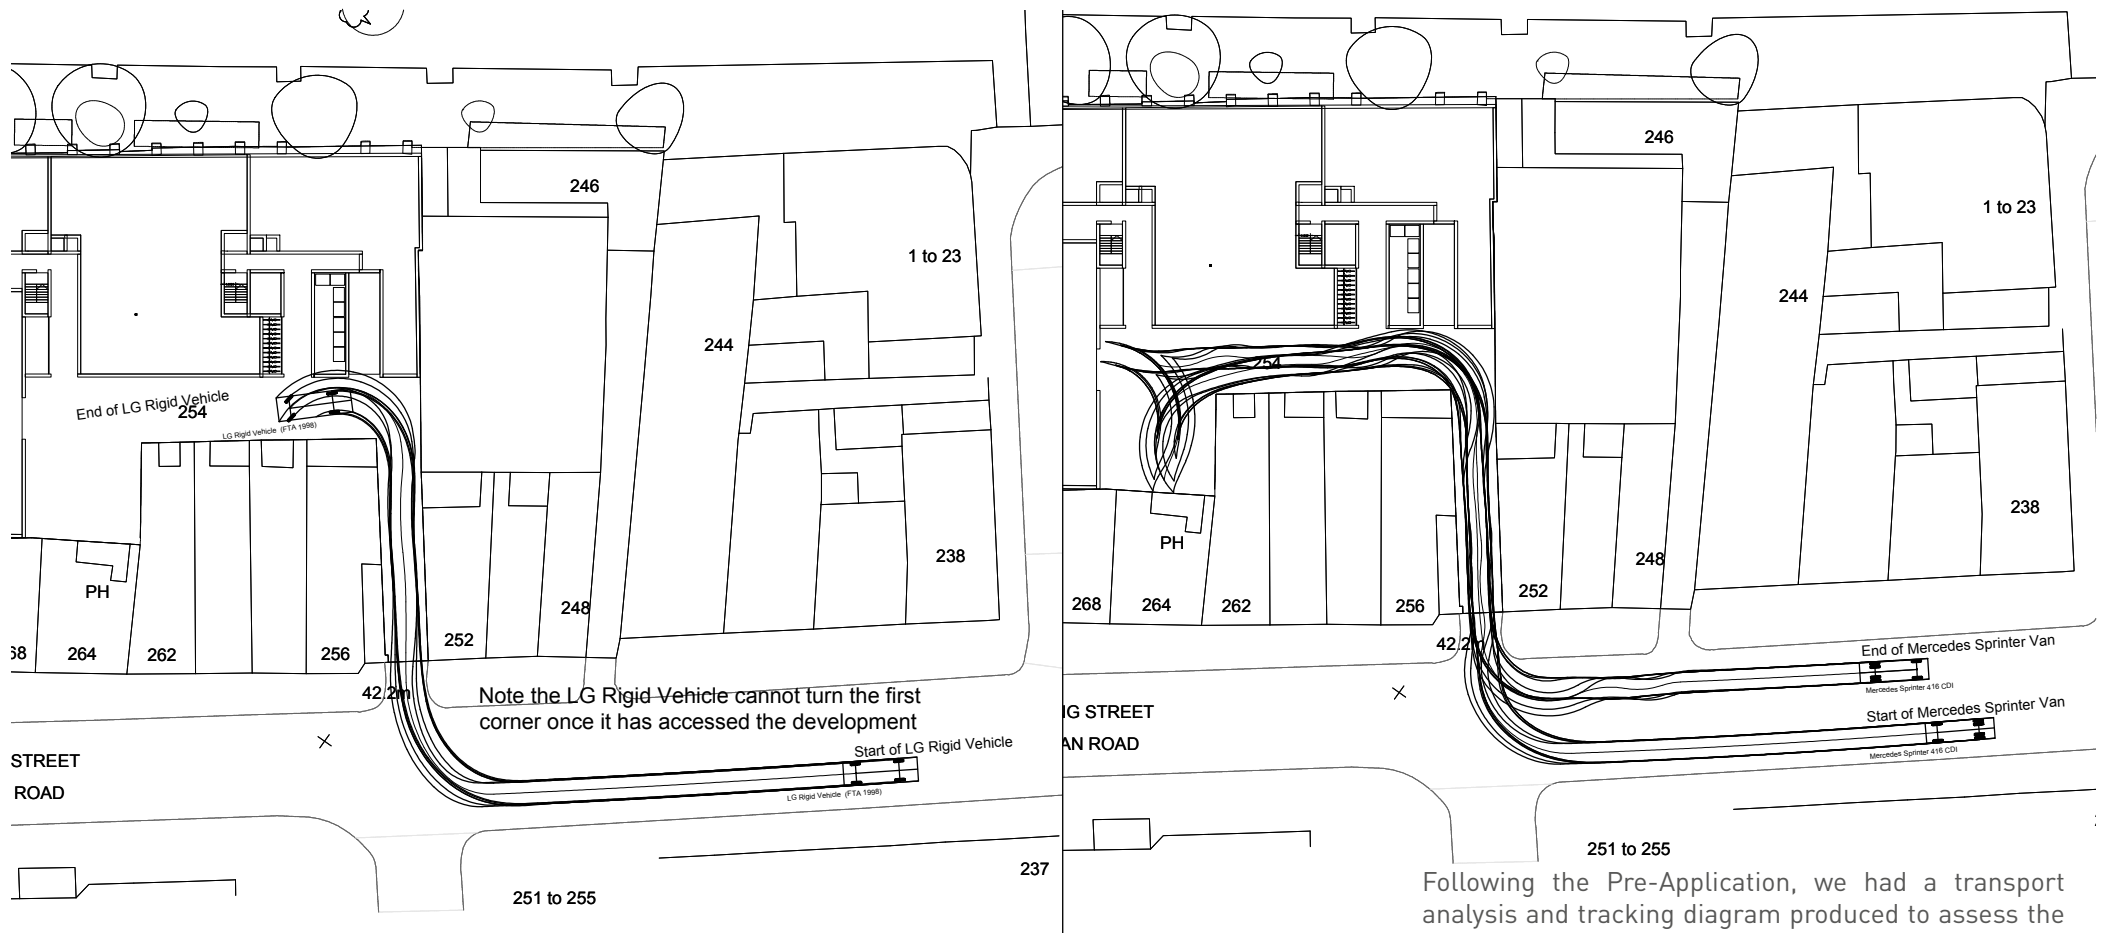 246
1 to 23
244
End of LG Rigid Vehicle
254
LG Rigid Vehicle (FTA 1998)
238
PH
248
252
68
264
262
256
42.2m
Note the LG Rigid Vehicle cannot turn the first
corner once it has accessed the development
Start of LG Rigid Vehicle
LG Rigid Vehicle (FTA 1998)
STREET
ROAD
237
251 to 255
246
1 to 23
244
254
238
PH
248
252
268
264
262
256
42.2m
End of Mercedes Sprinter Van
Mercedes Sprinter 416 CDI
Start of Mercedes Sprinter Van
Mercedes Sprinter 416 CDI
IG STREET
AN ROAD
251 to 255
Following the Pre-Application, we had a transport
analysis and tracking diagram produced to assess the